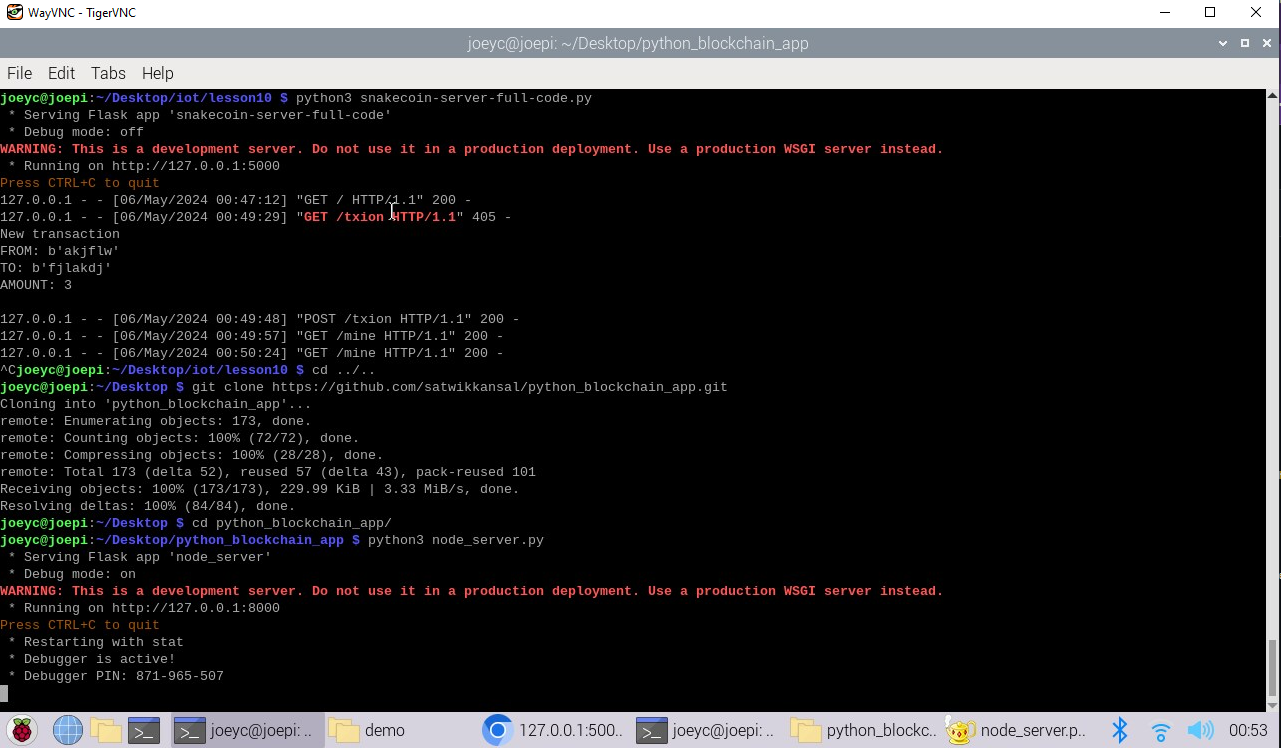 WayVNC - TigerVNC
joeyc@joepi: ~/Desktop/python_blockchain_app
File Edit Tabs Help
joeyc@joepi:~/Desktop/iot/lesson10 $ python3 snakecoin-server-full-code.py
 * Serving Flask app 'snakecoin-server-full-code'
 * Debug mode: off
WARNING: This is a development server. Do not use it in a production deployment. Use a production WSGI server instead.
 * Running on http://127.0.0.1:5000
Press CTRL+C to quit
127.0.0.1 - - [06/May/2024 00:47:12] "GET / HTTP/1.1" 200 -
127.0.0.1 - - [06/May/2024 00:49:29] "GET /txion HTTP/1.1" 405 -
New transaction
FROM: b'akjflw'
TO: b'fjlakdj'
AMOUNT: 3
127.0.0.1 - - [06/May/2024 00:49:48] "POST /txion HTTP/1.1" 200 -
127.0.0.1 - - [06/May/2024 00:49:57] "GET /mine HTTP/1.1" 200 -
127.0.0.1 - - [06/May/2024 00:50:24] "GET /mine HTTP/1.1" 200 -
^Cjoeyc@joepi:~/Desktop/iot/lesson10 $ cd ../..
joeyc@joepi:~/Desktop $ git clone https://github.com/satwikkansal/python_blockchain_app.git
Cloning into 'python_blockchain_app'...
remote: Enumerating objects: 173, done.
remote: Counting objects: 100% (72/72), done.
remote: Compressing objects: 100% (28/28), done.
remote: Total 173 (delta 52), reused 57 (delta 43), pack-reused 101
Receiving objects: 100% (173/173), 229.99 KiB | 3.33 MiB/s, done.
Resolving deltas: 100% (84/84), done.
joeyc@joepi:~/Desktop $ cd python_blockchain_app/
joeyc@joepi:~/Desktop/python_blockchain_app $ python3 node_server.py
 * Serving Flask app 'node_server'
 * Debug mode: on
WARNING: This is a development server. Do not use it in a production deployment. Use a production WSGI server instead.
 * Running on http://127.0.0.1:8000
Press CTRL+C to quit
 * Restarting with stat
 * Debugger is active!
 * Debugger PIN: 871-965-507
joeyc@joepi: .. demo 127.0.0.1:500.. joeyc@joepi: .. python_blockc.. node_server.p.. 00:53